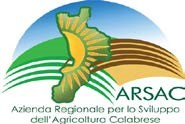 ARSAC
Azienda Regionale per lo Sviluppo
dell'Agricoltura Calabrese